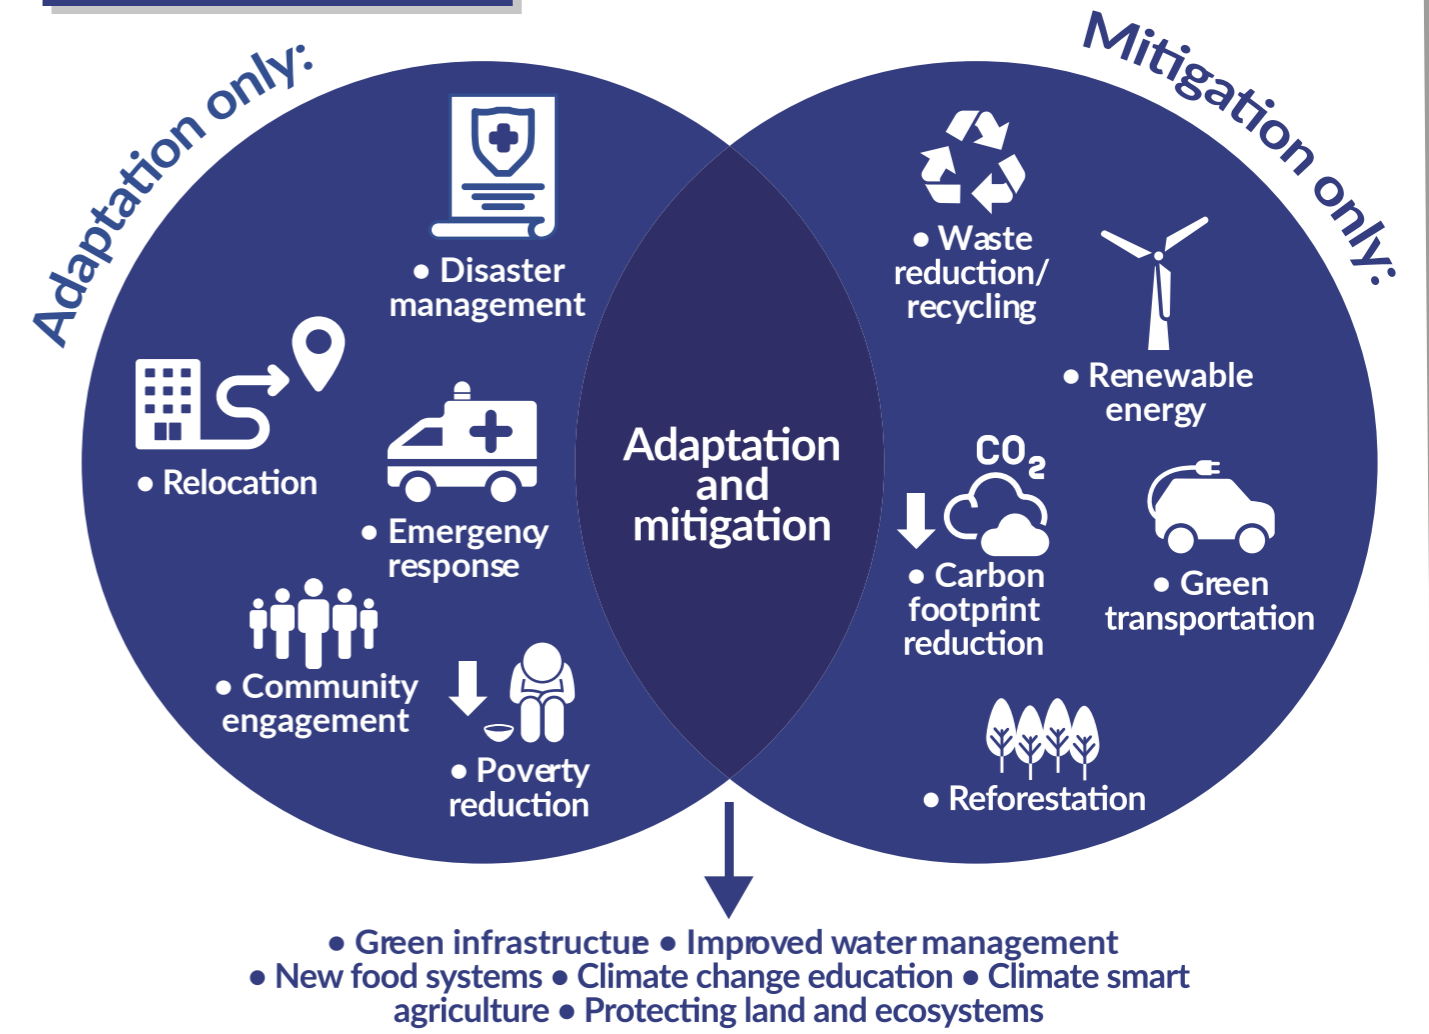 Adaptation only:
Mitigation only:
• Disaster
management
• Relocation
• Emergency
response
• Community
engagement
• Poverty
reduction
Adaptation
and
mitigation
• Waste
reduction/
recycling
• Renewable
energy
CO2
• Carbon
footprint
reduction
• Green
transportation
• Reforestation
• Green infrastructure • Improved water management
• New food systems • Climate change education • Climate smart
agriculture • Protecting land and ecosystems